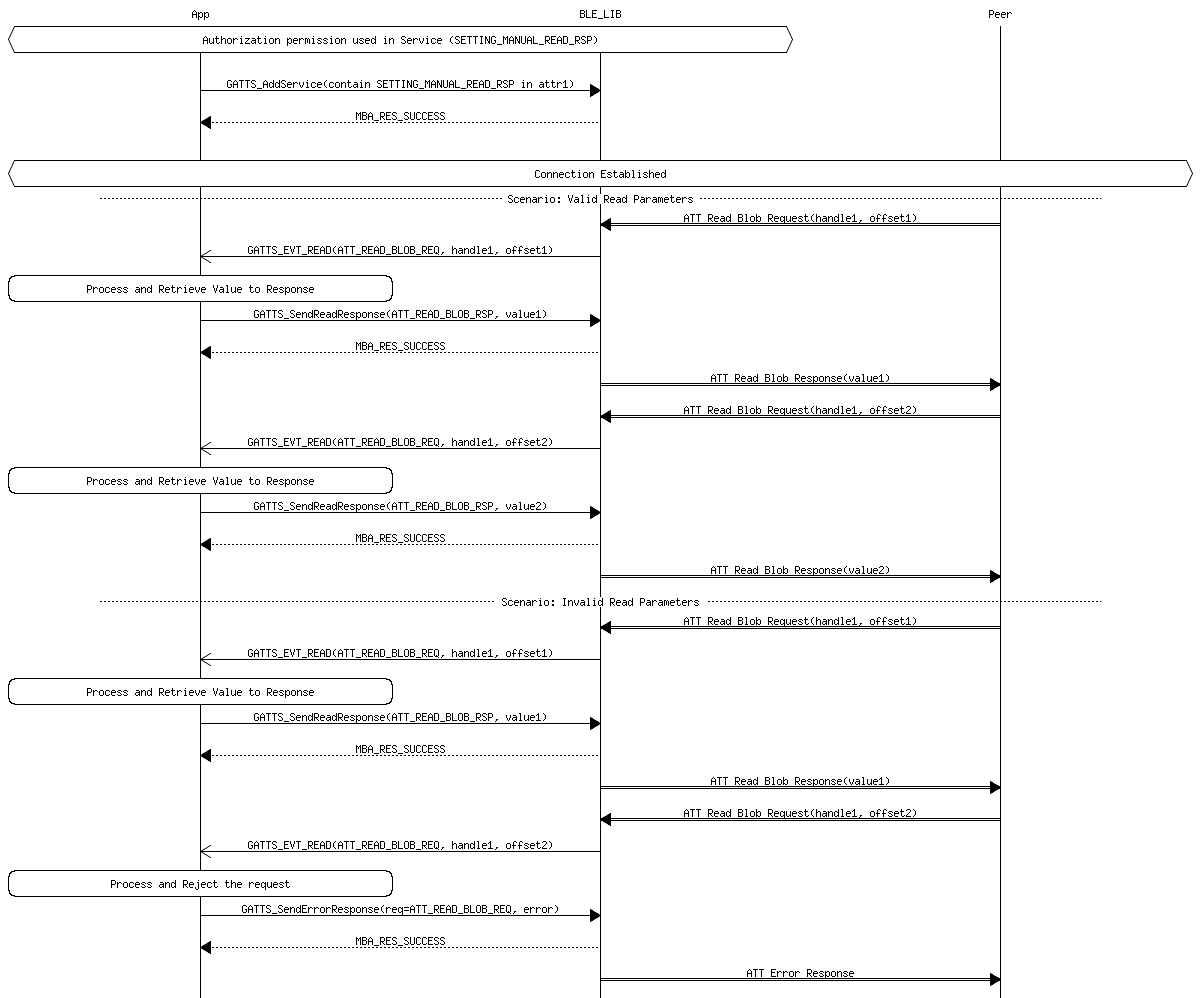 App BLE_LIB Peer
Authorization permission used in Service (SETTING_MANUAL_READ_RSP)
GATTS_AddService(contain SETTING_MANUAL_READ_RSP in attr1)
MBA_RES_SUCCESS
Connection Established
Scenario: Valid Read Parameters
ATT Read Blob Request(handle1, offset1)
GATTS_EVT_READ(ATT_READ_BLOB_REQ, handle1, offset1)
Process and Retrieve Value to Response
GATTS_SendReadResponse(ATT_READ_BLOB_RSP, value1)
MBA_RES_SUCCESS
ATT Read Blob Response(value1)
ATT Read Blob Request(handle1, offset2)
GATTS_EVT_READ(ATT_READ_BLOB_REQ, handle1, offset2)
Process and Retrieve Value to Response
GATTS_SendReadResponse(ATT_READ_BLOB_RSP, value2)
MBA_RES_SUCCESS
ATT Read Blob Response(value2)
Scenario: Invalid Read Parameters
ATT Read Blob Request(handle1, offset1)
GATTS_EVT_READ(ATT_READ_BLOB_REQ, handle1, offset1)
Process and Retrieve Value to Response
GATTS_SendReadResponse(ATT_READ_BLOB_RSP, value1)
MBA_RES_SUCCESS
ATT Read Blob Response(value1)
ATT Read Blob Request(handle1, offset2)
GATTS_EVT_READ(ATT_READ_BLOB_REQ, handle1, offset2)
Process and Reject the request
GATTS_SendErrorResponse(req=ATT_READ_BLOB_REQ, error)
MBA_RES_SUCCESS
ATT Error Response